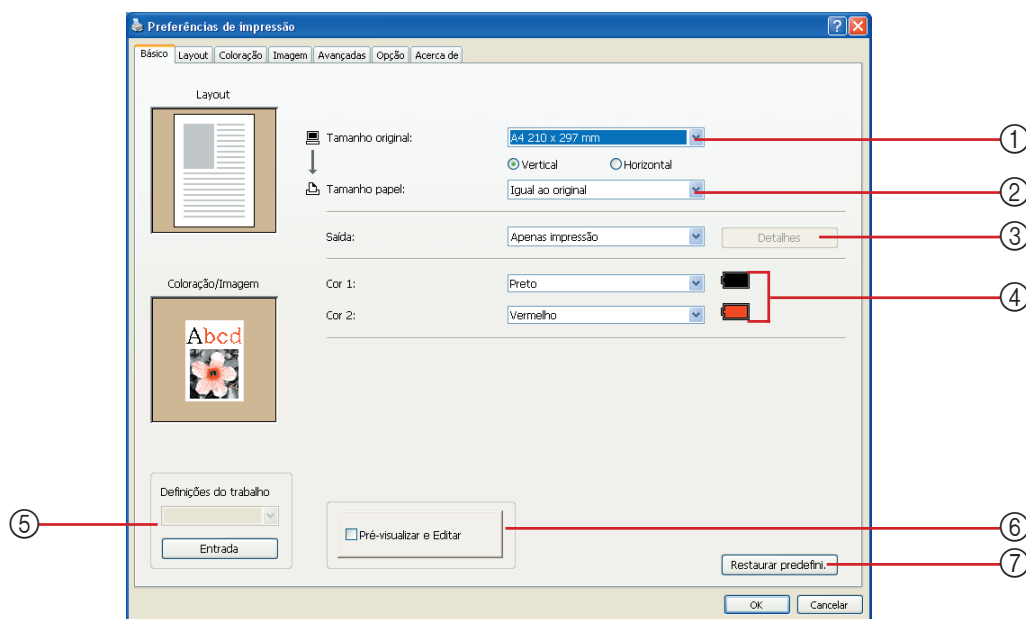 Preferências de impressão
Básico Layout Coloração Imagem Avançadas Opção Acerca de
Layout
Tamanho original: A4 210 x 297 mm ①
Vertical Horizontal
Tamanho papel: Igual ao original ②
Saída: Apenas impressão Detalhes ③
Coloração/Imagem
Cor 1: Preto ④
Cor 2: Vermelho
Abcd
Definições do trabalho
⑤
Pré-visualizar e Editar ⑥
Entrada
Restaurar predefini. ⑦
OK Cancelar